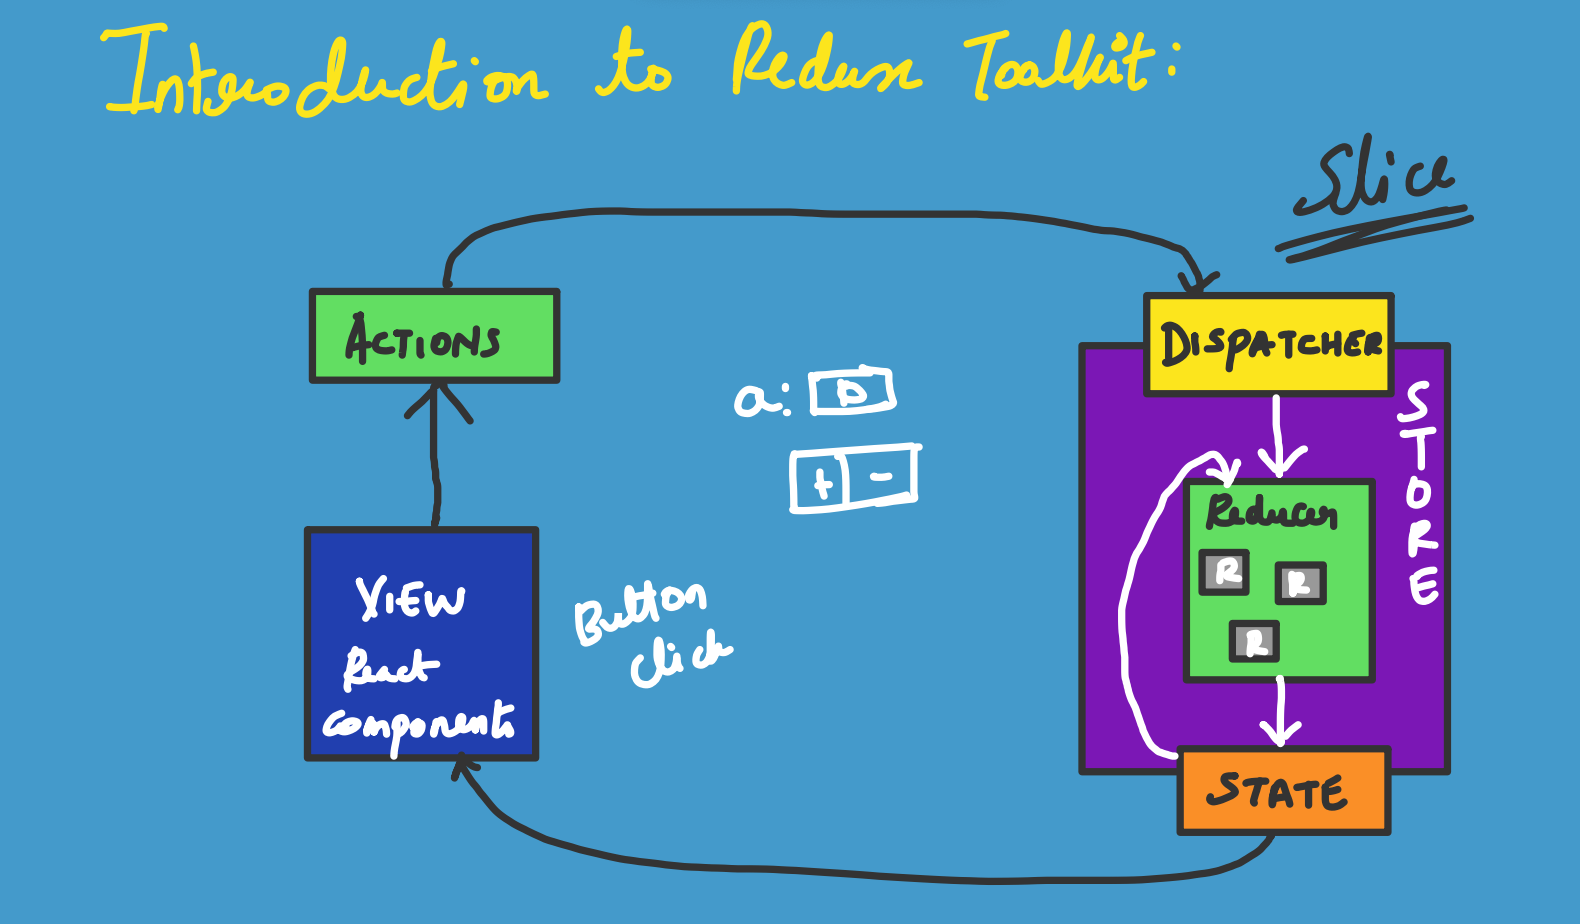 Introduction to Redux Toolkit:
Slice
ACTIONS
DISPATCHER
a: 0
+ -
STORE
Reducer
R R
R
VIEW
React
Components
Button
click
STATE